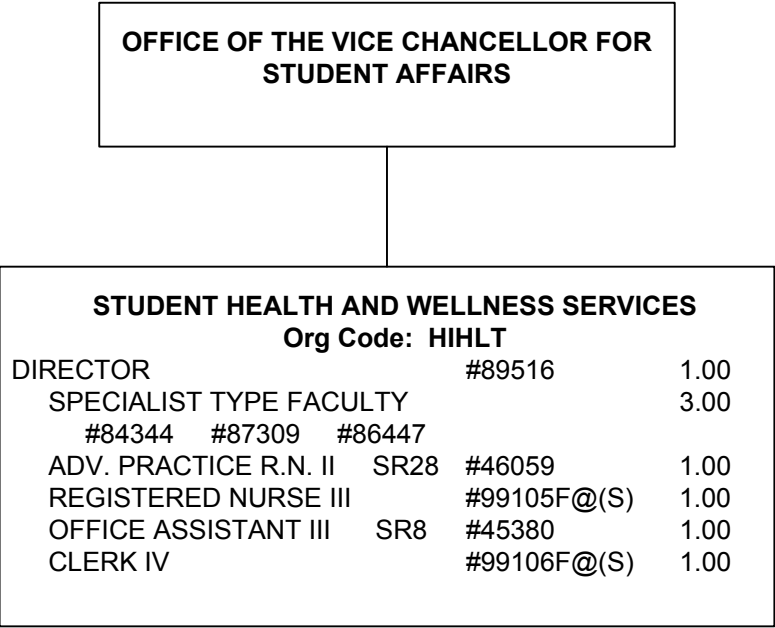 OFFICE OF THE VICE CHANCELLOR FOR
STUDENT AFFAIRS
STUDENT HEALTH AND WELLNESS SERVICES
Org Code: HIHLT
DIRECTOR #89516 1.00
SPECIALIST TYPE FACULTY 3.00
#84344 #87309 #86447
ADV. PRACTICE R.N. II SR28 #46059 1.00
REGISTERED NURSE III #99105F@(S) 1.00
OFFICE ASSISTANT III SR8 #45380 1.00
CLERK IV #99106F@(S) 1.00